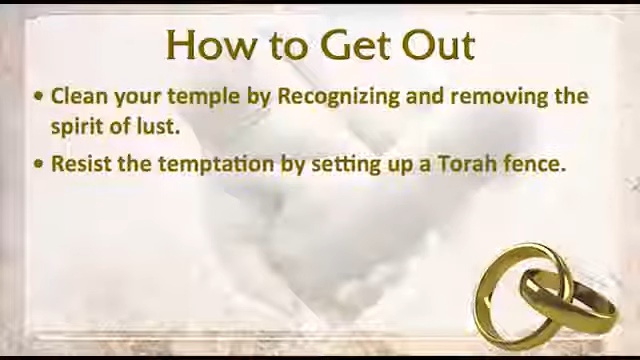 How to Get Out
• Clean your temple by Recognizing and removing the
spirit of lust.
• Resist the temptation by setting up a Torah fence.